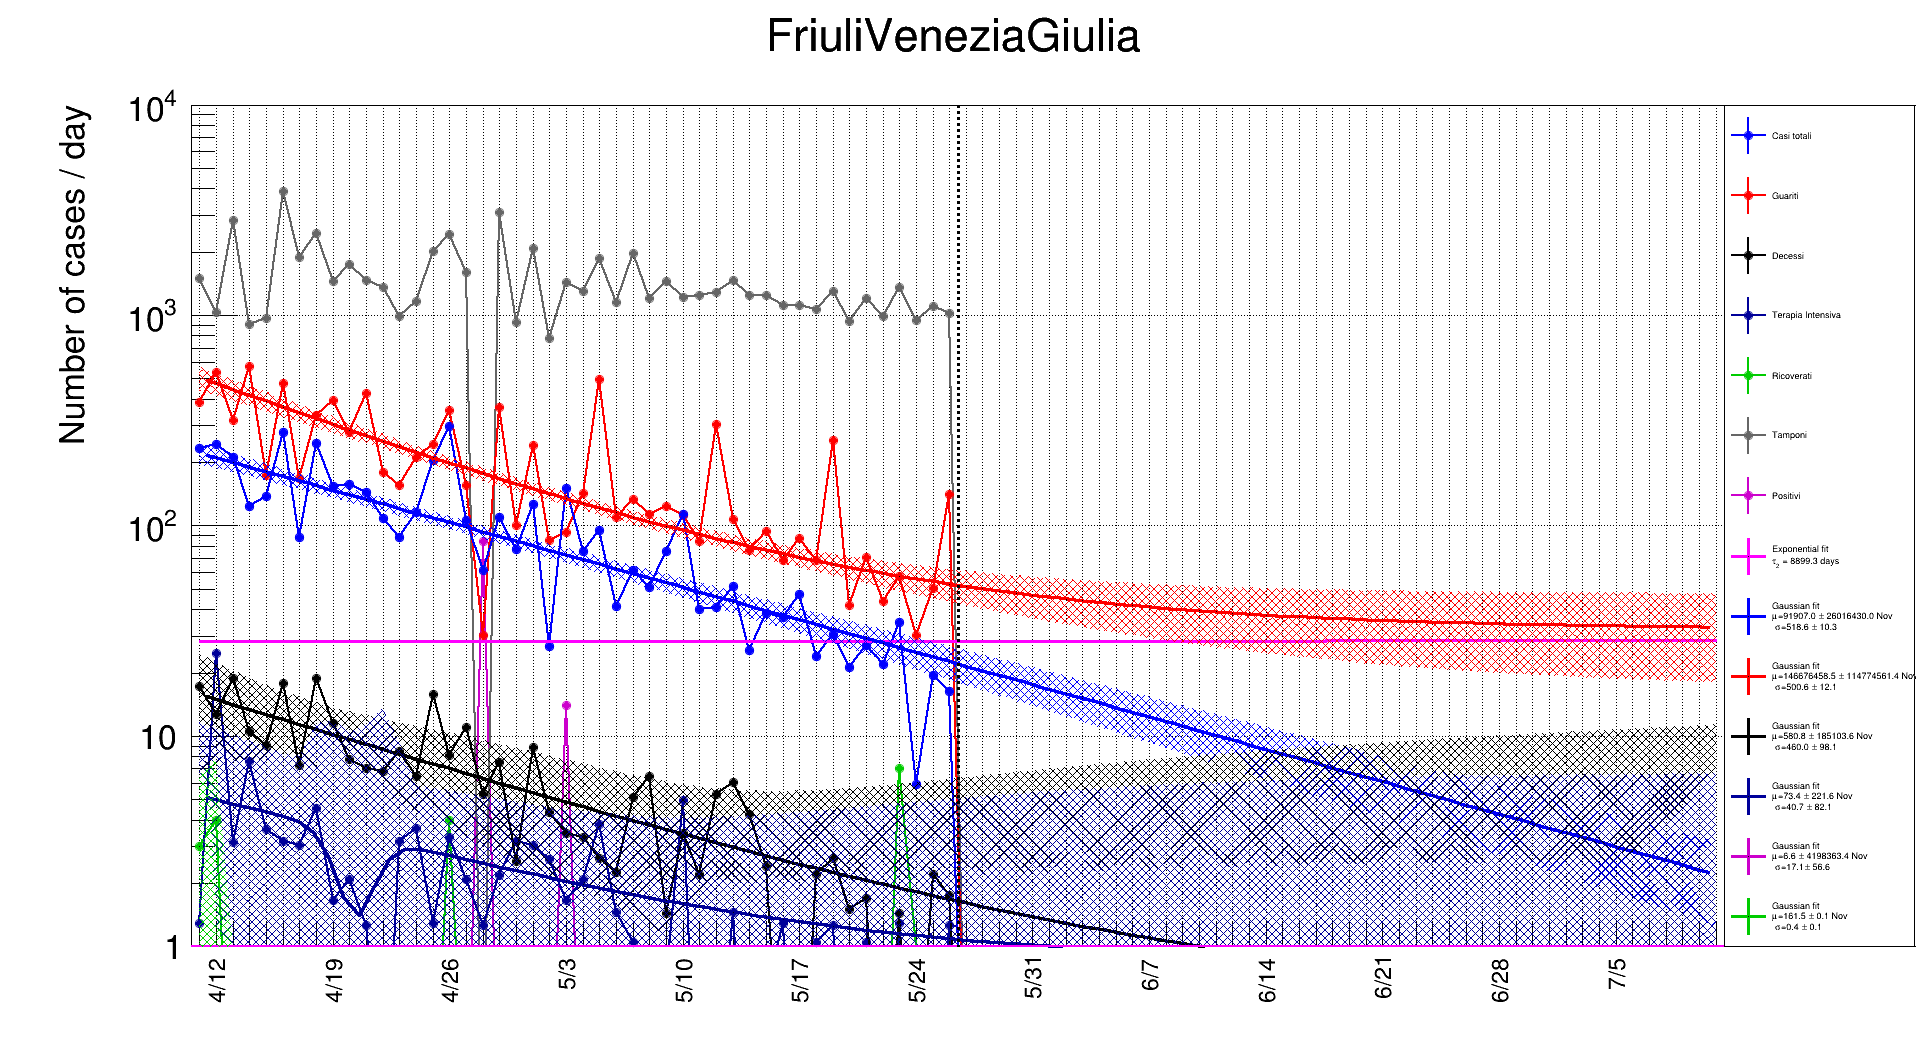 FriuliVeneziaGiulia
Number of cases / day
10^4
10^3
10^2
10
1
4/12
4/19
4/26
5/3
5/10
5/17
5/24
5/31
6/7
6/14
6/21
6/28
7/5
Casi totali
Guariti
Decessi
Terapia Intensiva
Ricoverati
Tamponi
Positivi
Exponential fit
τ₂ = 8899.3 days
Gaussian fit
μ=91907.0 ± 26016430.0 Nov
σ=518.6 ± 10.3
Gaussian fit
μ=146676458.5 ± 114774561.4 Nov
σ=500.6 ± 12.1
Gaussian fit
μ=580.8 ± 185103.6 Nov
σ=460.0 ± 98.1
Gaussian fit
μ=73.4 ± 221.6 Nov
σ=40.7 ± 82.1
Gaussian fit
μ=6.6 ± 4198363.4 Nov
σ=17.1 ± 56.6
Gaussian fit
μ=161.5 ± 0.1 Nov
σ=0.4 ± 0.1